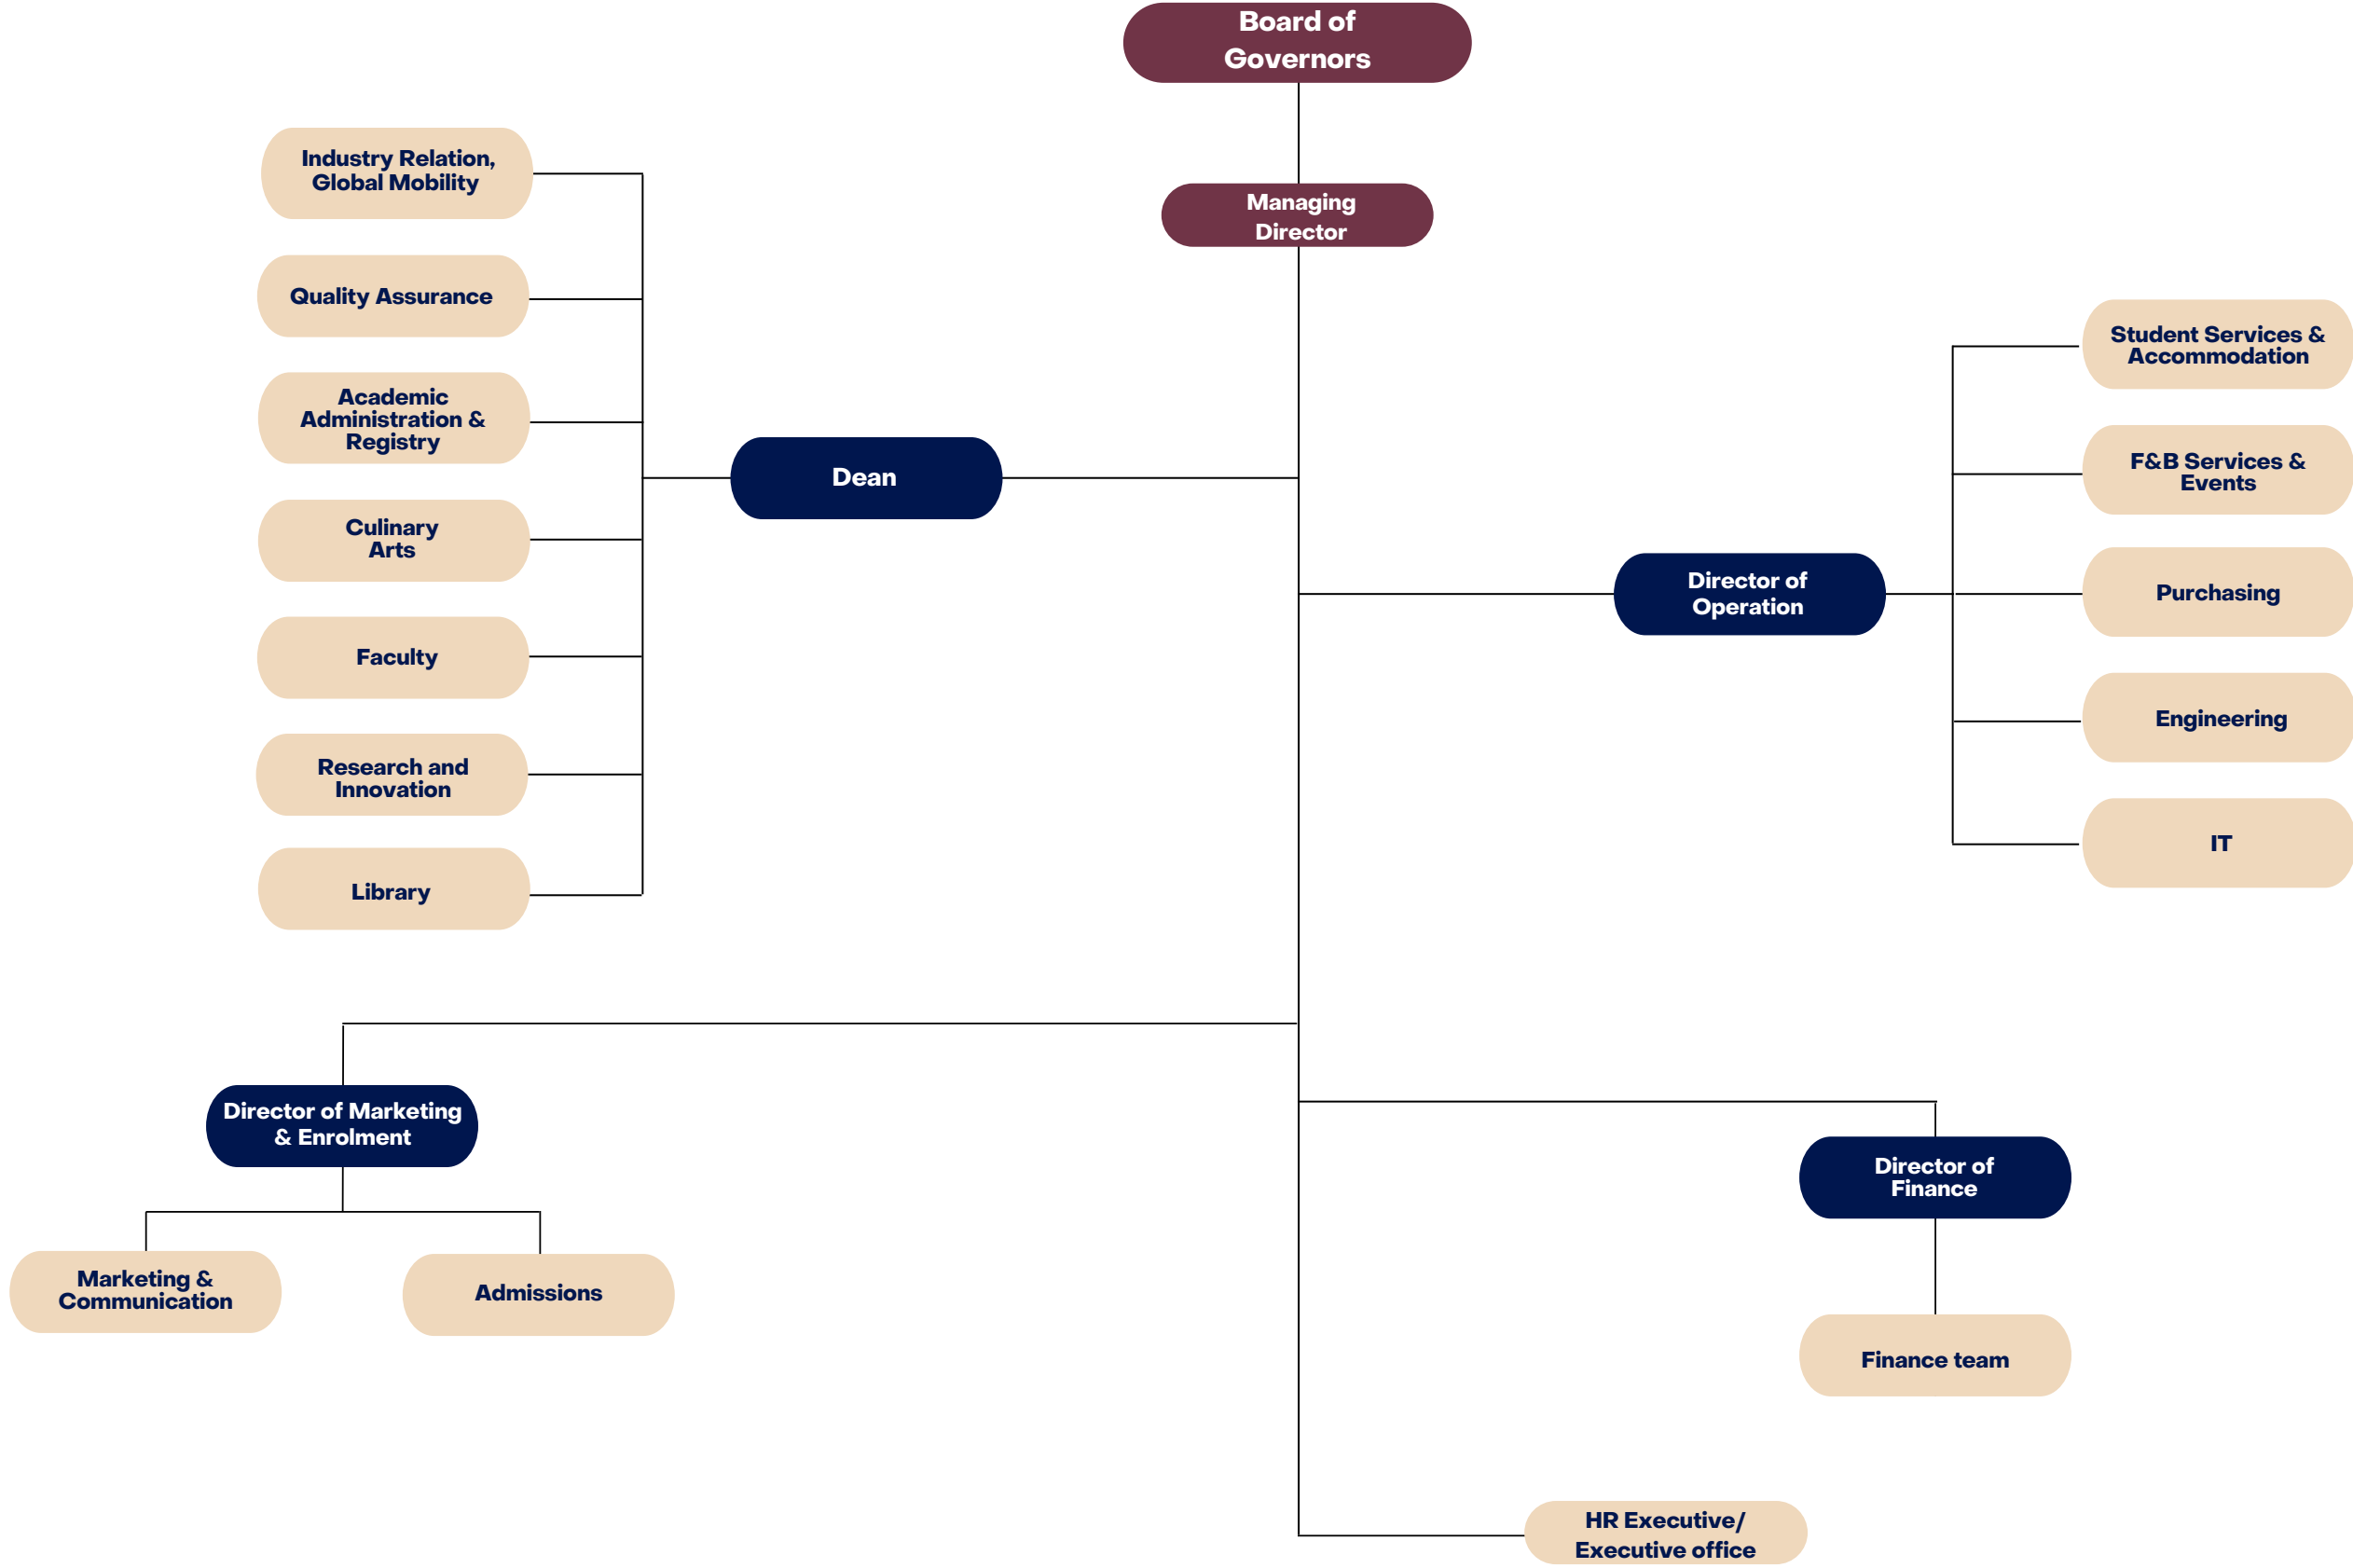 Board of
Governors
Managing
Director
Industry Relation,
Global Mobility
Quality Assurance
Academic
Administration &
Registry
Culinary
Arts
Faculty
Research and
Innovation
Library
Dean
Director of
Operation
Student Services &
Accommodation
F&B Services &
Events
Purchasing
Engineering
IT
Director of Marketing
& Enrolment
Marketing &
Communication
Admissions
Director of
Finance
Finance team
HR Executive/
Executive office